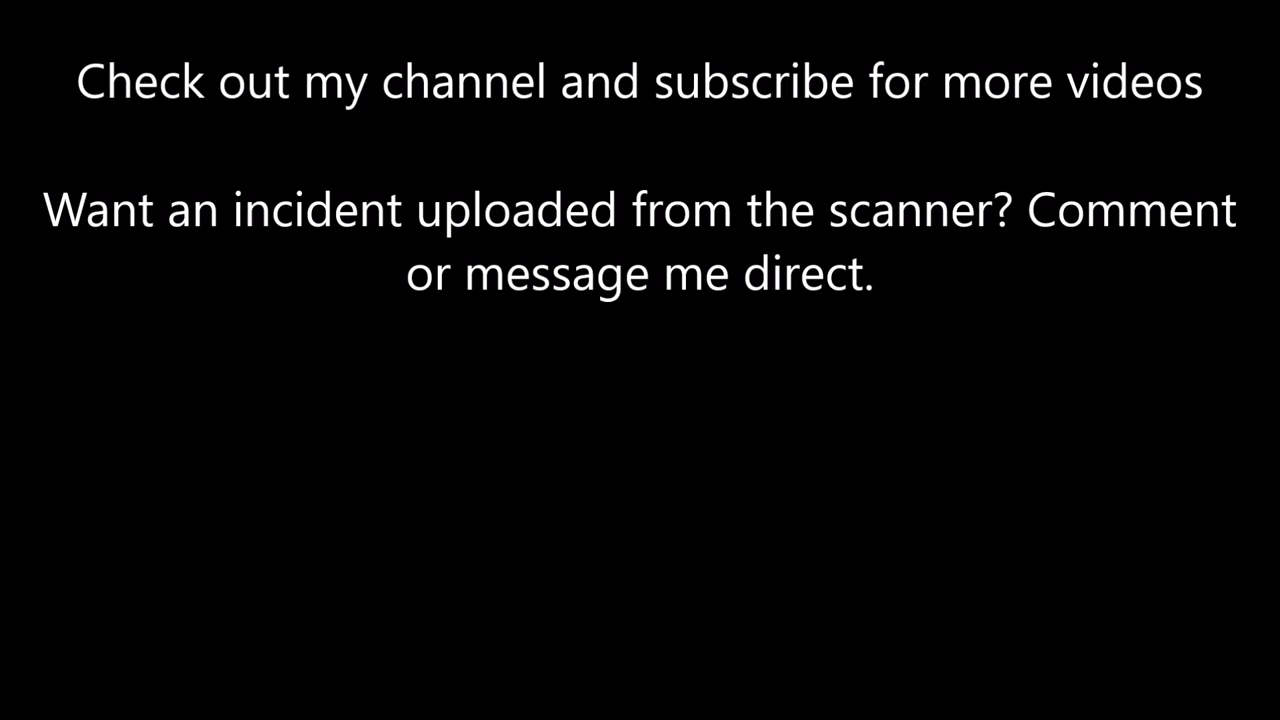 Check out my channel and subscribe for more videos
Want an incident uploaded from the scanner? Comment
or message me direct.